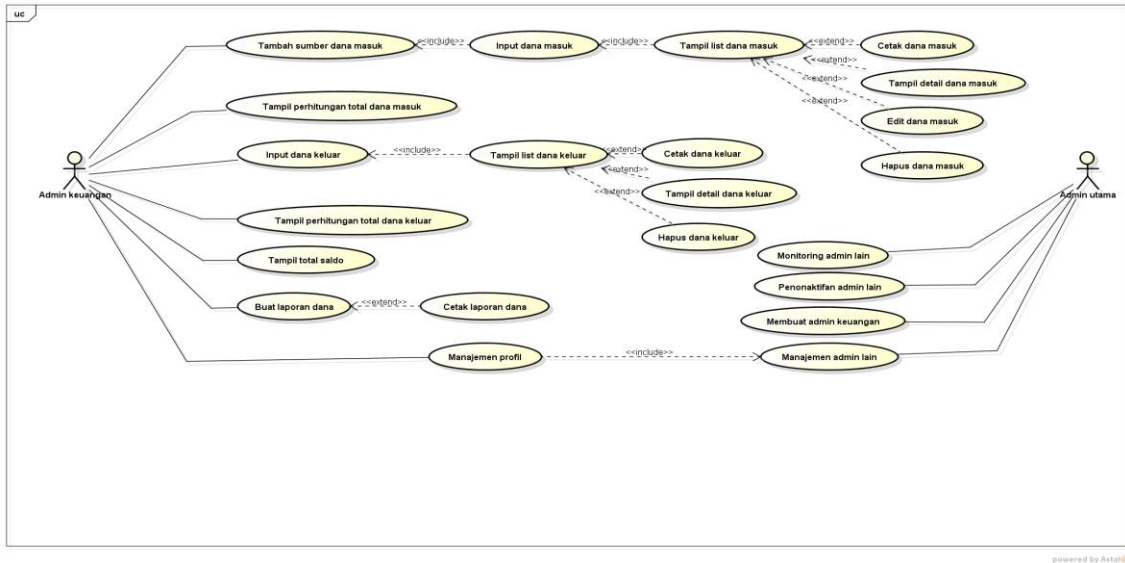 uc
Tambah sumber dana masuk
<<include>>
Input dana masuk
<<include>>
Tampil list dana masuk
<<extend>>
Cetak dana masuk
<<extend>>
Tampil detail dana masuk
<<extend>>
Edit dana masuk
<<extend>>
Hapus dana masuk
Tampil perhitungan total dana masuk
Input dana keluar
<<include>>
Tampil list dana keluar
<<extend>>
Cetak dana keluar
<<extend>>
Tampil detail dana keluar
<<extend>>
Hapus dana keluar
Admin keuangan
Admin utama
Tampil perhitungan total dana keluar
Tampil total saldo
Buat laporan dana
<<extend>>
Cetak laporan dana
Monitoring admin lain
Penonaktifan admin lain
Membuat admin keuangan
Manajemen profil
<<include>>
Manajemen admin lain
powered by Astah